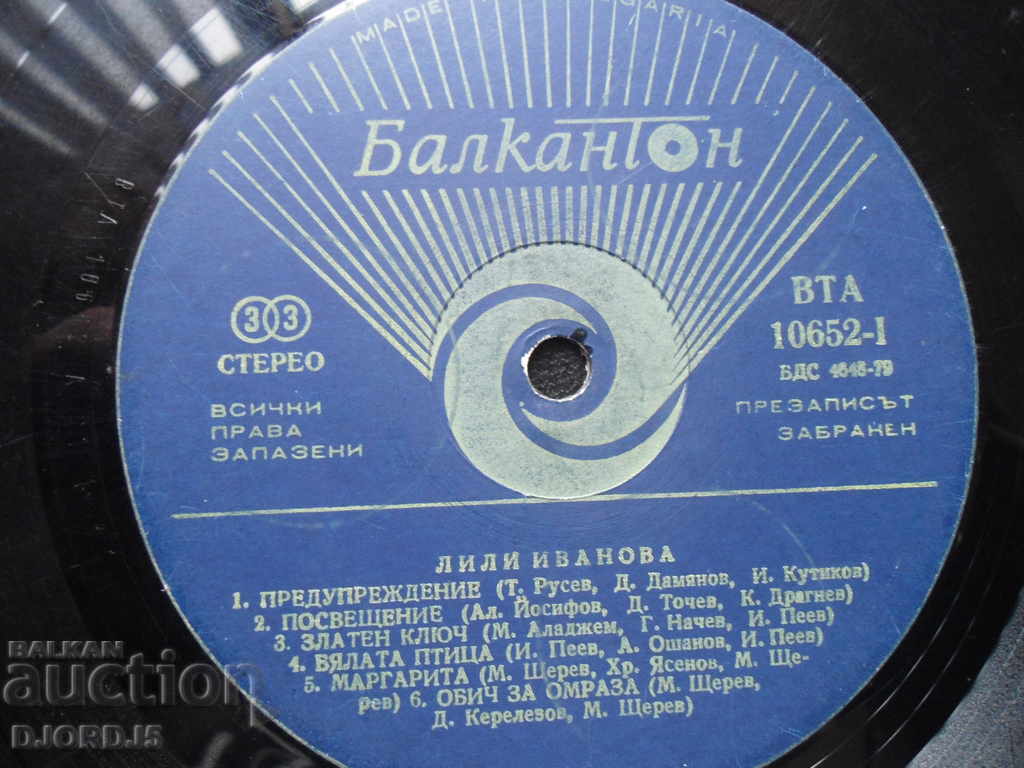 MADE GARIA
Балкантон
33
СТЕРЕО
ВТА
10652-I
БДС 4646-79
ВСИЧКИ
ПРАВА
ЗАПАЗЕНИ
ПРЕЗАПИСЪТ
ЗАБРАНЕН
ЛИЛИ ИВАНОВА
1. ПРЕДУПРЕЖДЕНИЕ (Т. Русев, Д. Дамянов, И. Кутиков)
2. ПОСВЕЩЕНИЕ (Ал. Йосифов, Д. Точев, К. Драгнев)
3. ЗЛАТЕН КЛЮЧ (М. Аладжем, Г. Начев, И. Пеев)
4. БЯЛАТА ПТИЦА (И. Пеев, А. Ошанов, И. Пеев)
5. МАРГАРИТА (М. Щерев, Хр. Ясенов, М. Ще-
рев) 6. ОБИЧ ЗА ОМРАЗА (М. Щерев,
Д. Керелезов, М. Щерев)
BALKAN
auction
DJORDJ5